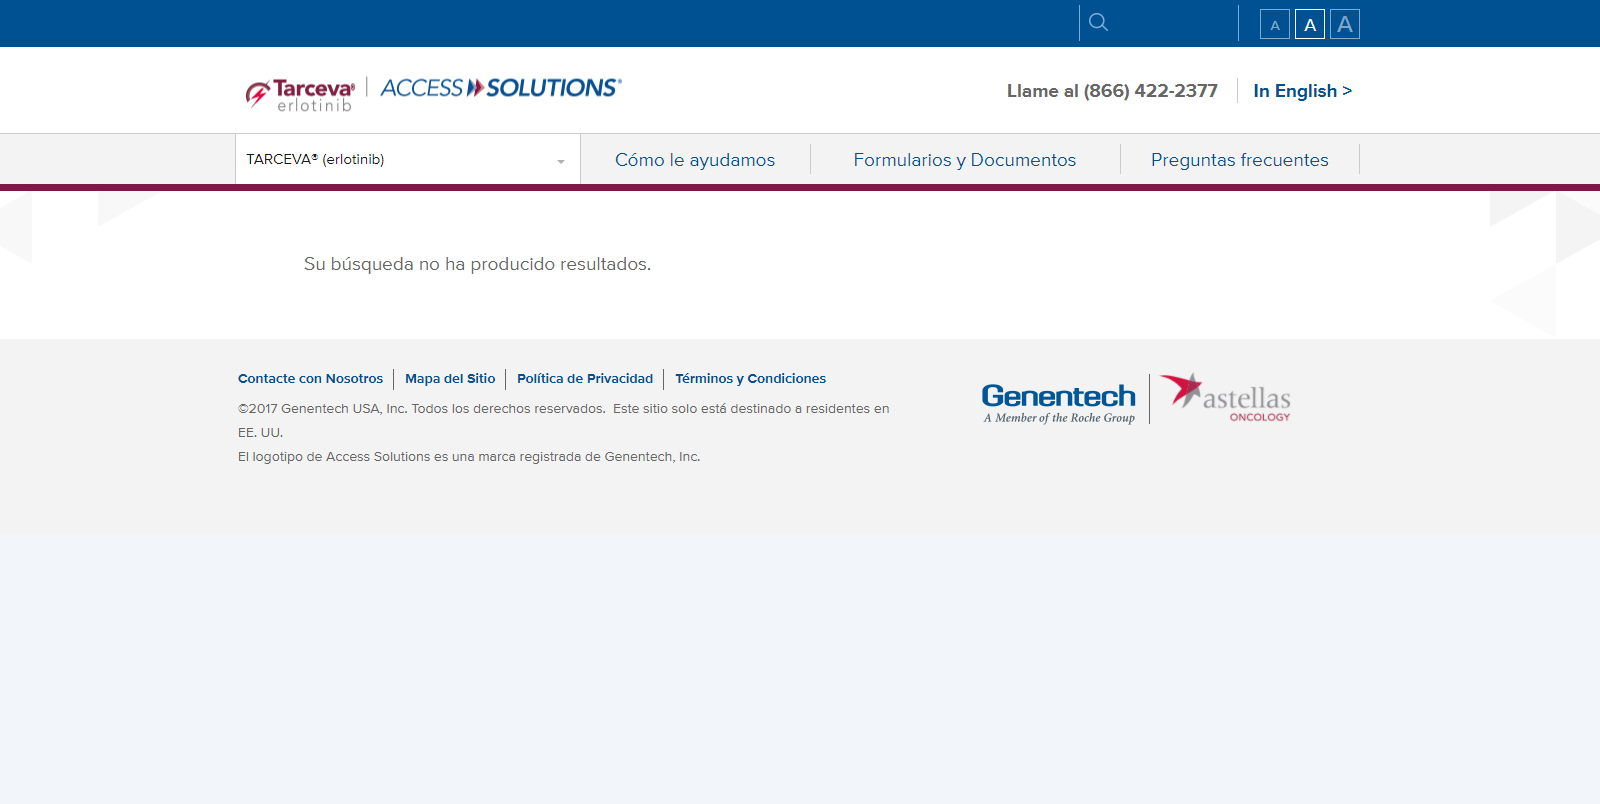 A A A
Tarceva® ACCESS SOLUTIONS®
erlotinib
Llame al (866) 422-2377 In English >
TARCEVA® (erlotinib) Cómo le ayudamos Formularios y Documentos Preguntas frecuentes
Su búsqueda no ha producido resultados.
Contacte con Nosotros Mapa del Sitio Política de Privacidad Términos y Condiciones
©2017 Genentech USA, Inc. Todos los derechos reservados. Este sitio solo está destinado a residentes en
EE. UU.
El logotipo de Access Solutions es una marca registrada de Genentech, Inc.
Genentech
A Member of the Roche Group
astellas
ONCOLOGY